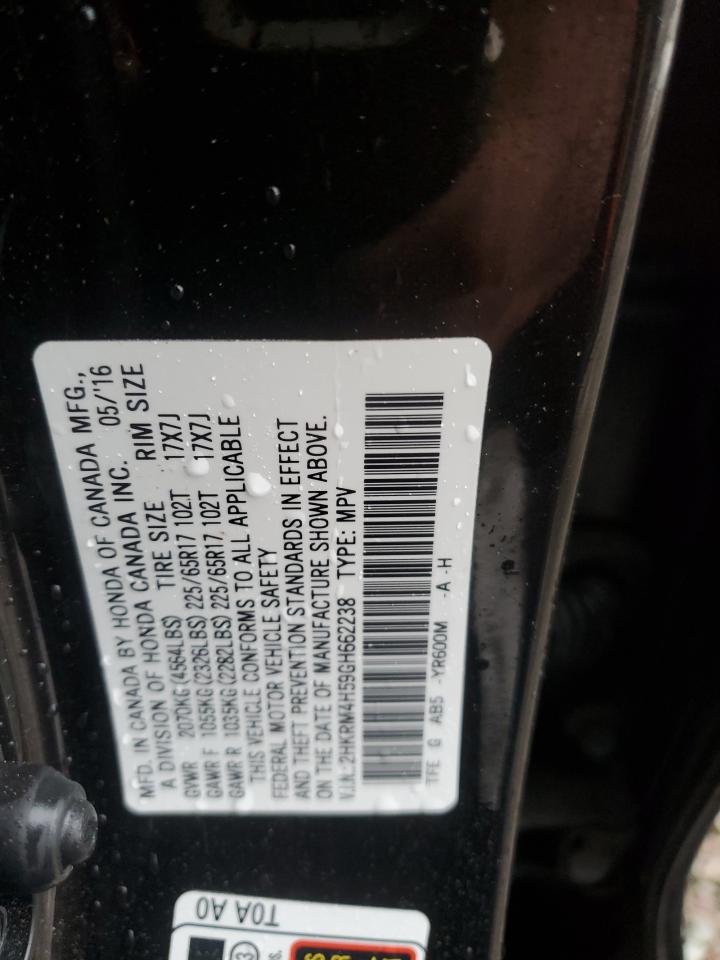 MFD. IN CANADA BY HONDA OF CANADA MFG.,
A DIVISION OF HONDA CANADA INC. 05/'16
GVWR 2070KG(4564LBS) TIRE SIZE RIM SIZE
GAWR F 1055KG(2326LBS) 225/65R17 102T 17X7J
GAWR R 1035KG(2282LBS) 225/65R17 102T 17X7J
THIS VEHICLE CONFORMS TO ALL APPLICABLE
FEDERAL MOTOR VEHICLE SAFETY
AND THEFT PREVENTION STANDARDS IN EFFECT
ON THE DATE OF MANUFACTURE SHOWN ABOVE.
V.I.N.:2HKRM4H59GH662238 TYPE: MPV
TFE G AB5 -YR600M -A -H
T0A A0